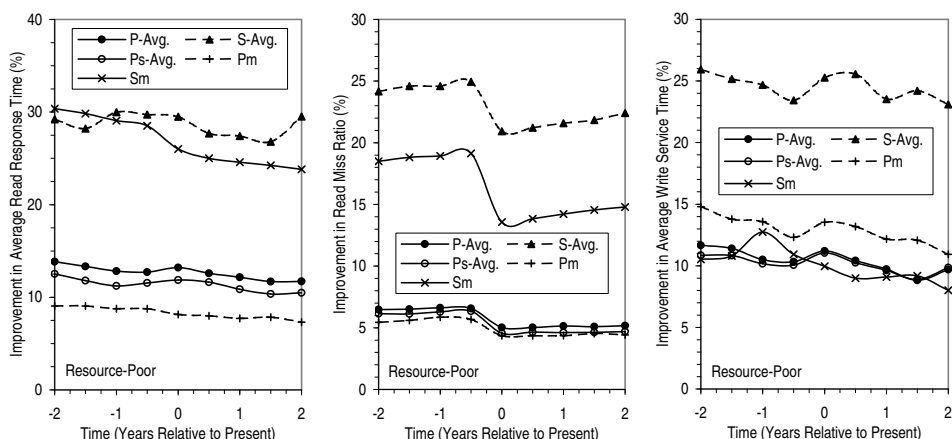 Improvement in Average Read Response Time (%)
40
30
20
10
0
P-Avg.
S-Avg.
Ps-Avg.
Pm
Sm
Resource-Poor
-2 -1 0 1 2
Time (Years Relative to Present)
Improvement in Read Miss Ratio (%)
30
25
20
15
10
5
0
P-Avg.
S-Avg.
Ps-Avg.
Pm
Sm
Resource-Poor
-2 -1 0 1 2
Time (Years Relative to Present)
Improvement in Average Write Service Time (%)
30
25
20
15
10
5
0
P-Avg.
S-Avg.
Ps-Avg.
Pm
Sm
Resource-Poor
-2 -1 0 1 2
Time (Years Relative to Present)